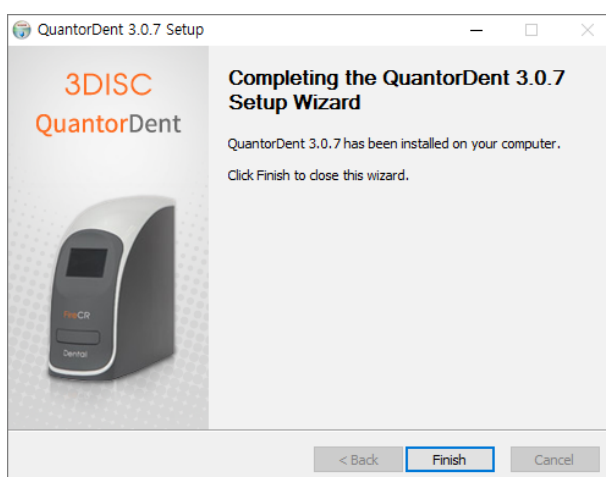 QuantorDent 3.0.7 Setup
3DISC
QuantorDent
FireCR
Dental
Completing the QuantorDent 3.0.7
Setup Wizard
QuantorDent 3.0.7 has been installed on your computer.
Click Finish to close this wizard.
< Back
Finish
Cancel